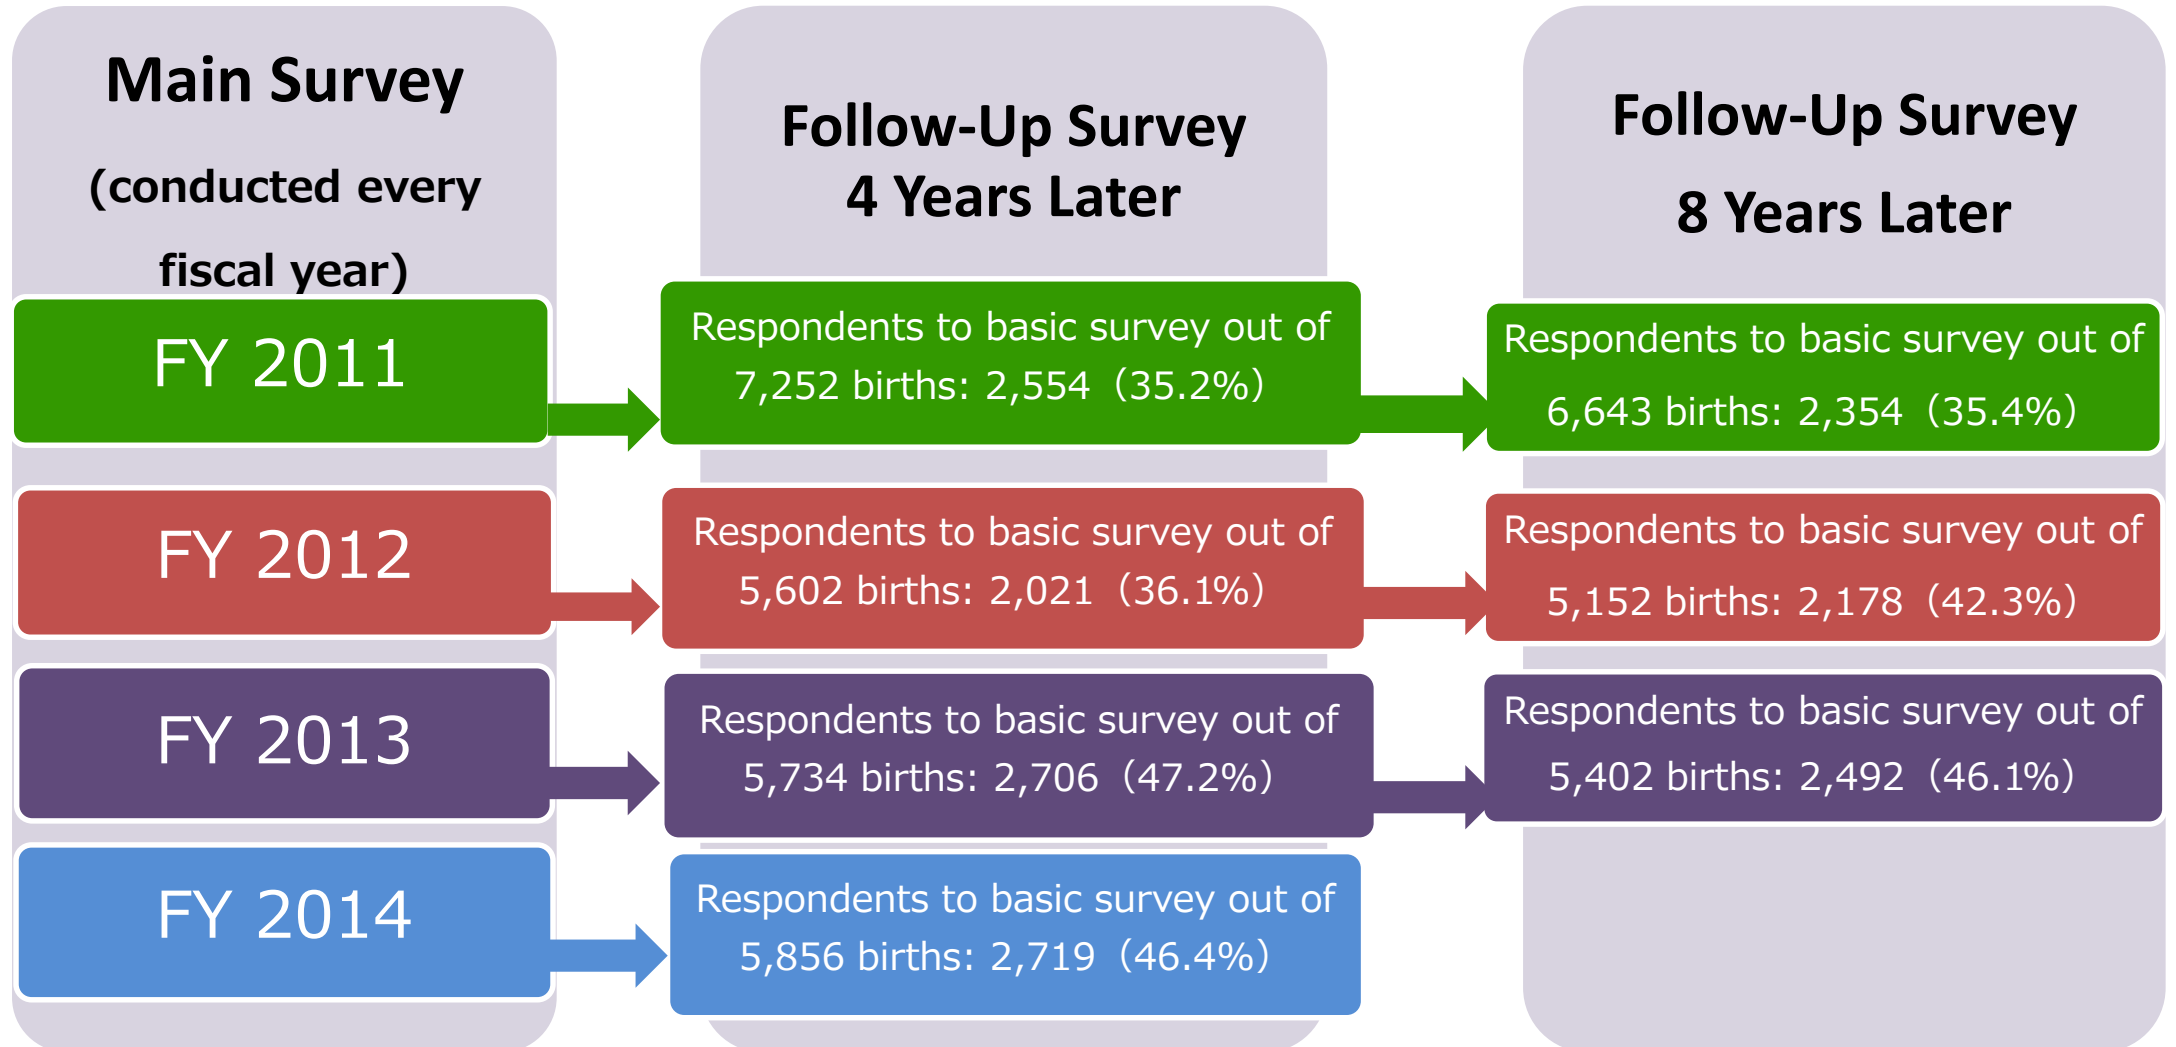 Main Survey
(conducted every
fiscal year)
Follow-Up Survey
4 Years Later
Follow-Up Survey
8 Years Later
FY 2011
Respondents to basic survey out of
7,252 births: 2,554（35.2%）
Respondents to basic survey out of
6,643 births: 2,354（35.4%）
FY 2012
Respondents to basic survey out of
5,602 births: 2,021（36.1%）
Respondents to basic survey out of
5,152 births: 2,178（42.3%）
FY 2013
Respondents to basic survey out of
5,734 births: 2,706（47.2%）
Respondents to basic survey out of
5,402 births: 2,492（46.1%）
FY 2014
Respondents to basic survey out of
5,856 births: 2,719（46.4%）